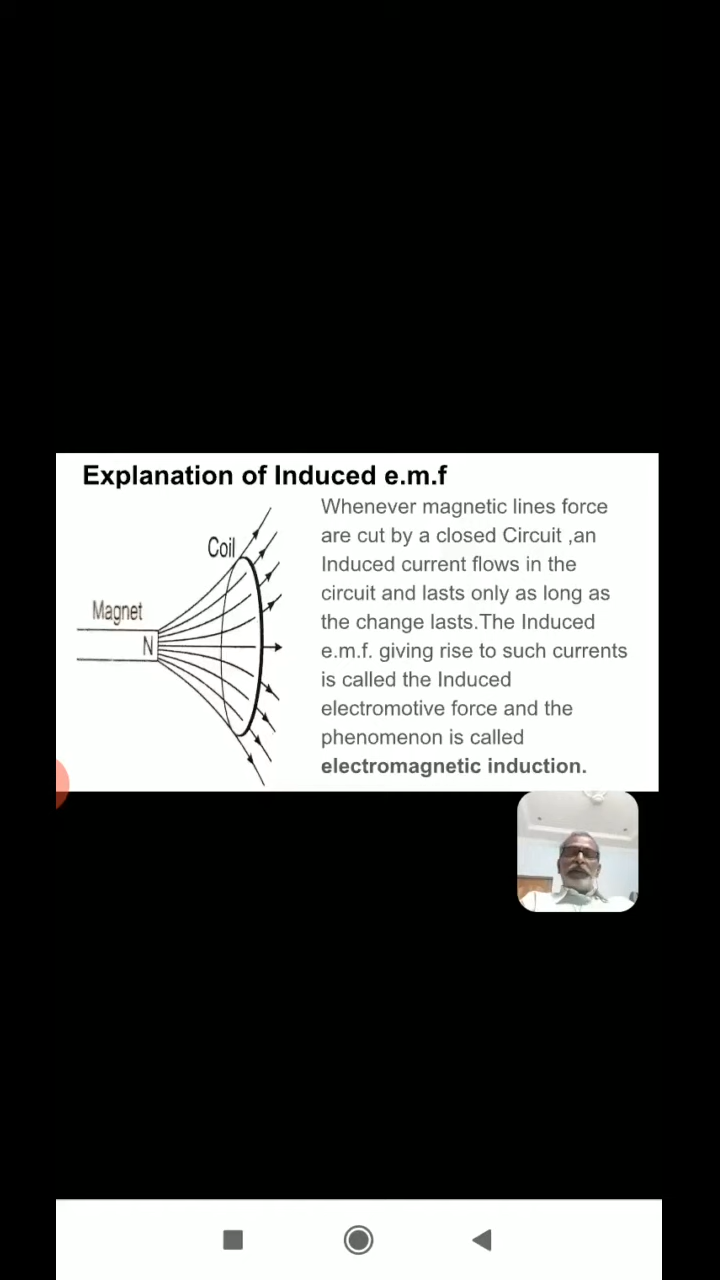 Explanation of Induced e.m.f
Coil
Magnet
N
Whenever magnetic lines force
are cut by a closed Circuit ,an
Induced current flows in the
circuit and lasts only as long as
the change lasts.The Induced
e.m.f. giving rise to such currents
is called the Induced
electromotive force and the
phenomenon is called
electromagnetic induction.